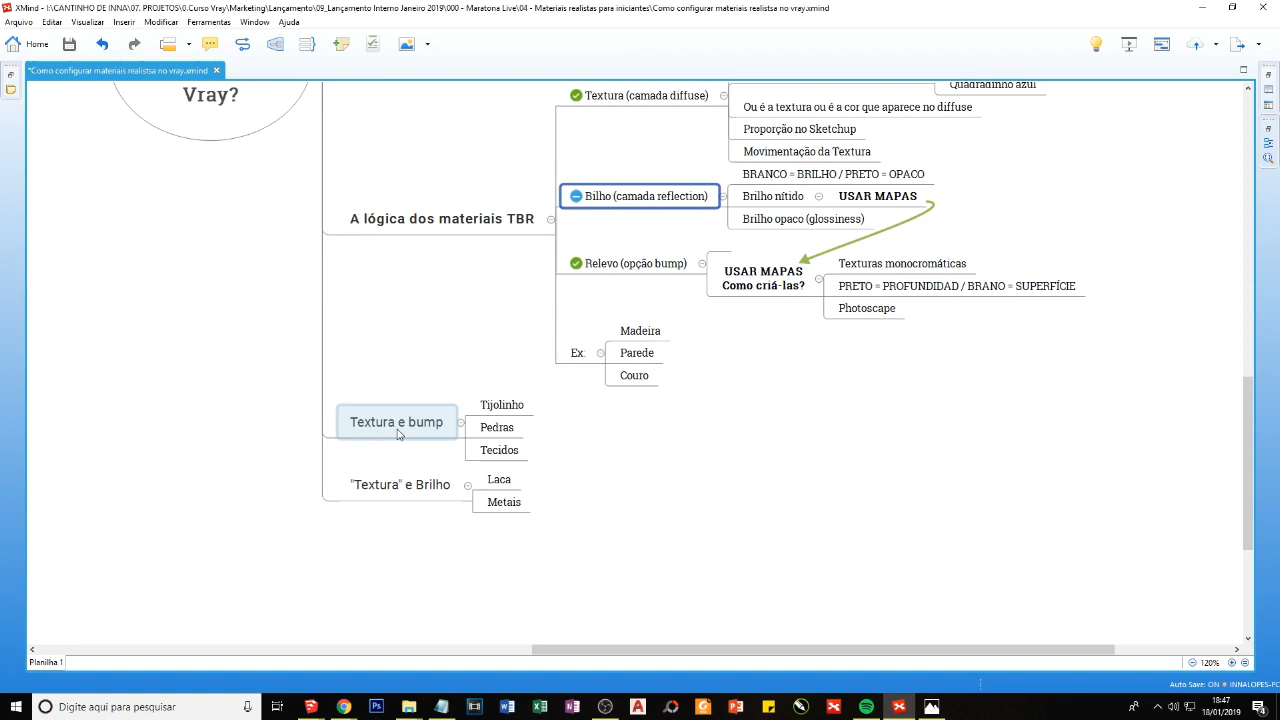 XMind - I:\CANTINHO DE INNA\07. PROJETOS\0.Curso Vray\Marketing\Lançamento\09_Lançamento Interno Janeiro 2019\000 - Maratona Live\04 - Materiais realistas para iniciantes\Como configurar materiais realistsa no vray.xmind
Arquivo Editar Visualizar Inserir Modificar Ferramentas Window Ajuda
Home
*Como configurar materiais realistsa no vray.xmind
Vray?
Textura (camada diffuse)
Quadradinho azul
Ou é a textura ou é a cor que aparece no diffuse
Proporção no Sketchup
Movimentação da Textura
A lógica dos materiais TBR
Bilho (camada reflection)
BRANCO = BRILHO / PRETO = OPACO
Brilho nítido
USAR MAPAS
Brilho opaco (glossiness)
Relevo (opção bump)
USAR MAPAS
Como criá-las?
Texturas monocromáticas
PRETO = PROFUNDIDAD / BRANO = SUPERFÍCIE
Photoscape
Ex:
Madeira
Parede
Couro
Textura e bump
Tijolinho
Pedras
Tecidos
"Textura" e Brilho
Laca
Metais
Planilha 1
120%
Auto Save: ON
INNALOPES-PC
Digite aqui para pesquisar
18:47
18/01/2019